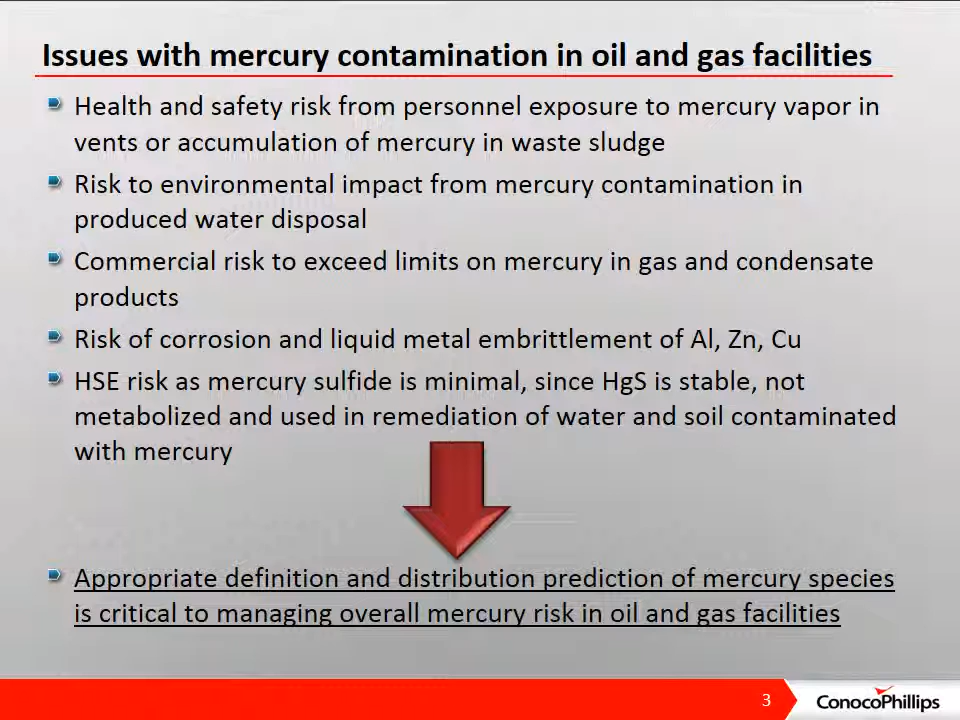 Issues with mercury contamination in oil and gas facilities
Health and safety risk from personnel exposure to mercury vapor in
vents or accumulation of mercury in waste sludge
Risk to environmental impact from mercury contamination in
produced water disposal
Commercial risk to exceed limits on mercury in gas and condensate
products
Risk of corrosion and liquid metal embrittlement of Al, Zn, Cu
HSE risk as mercury sulfide is minimal, since HgS is stable, not
metabolized and used in remediation of water and soil contaminated
with mercury
Appropriate definition and distribution prediction of mercury species
is critical to managing overall mercury risk in oil and gas facilities
3
ConocoPhillips